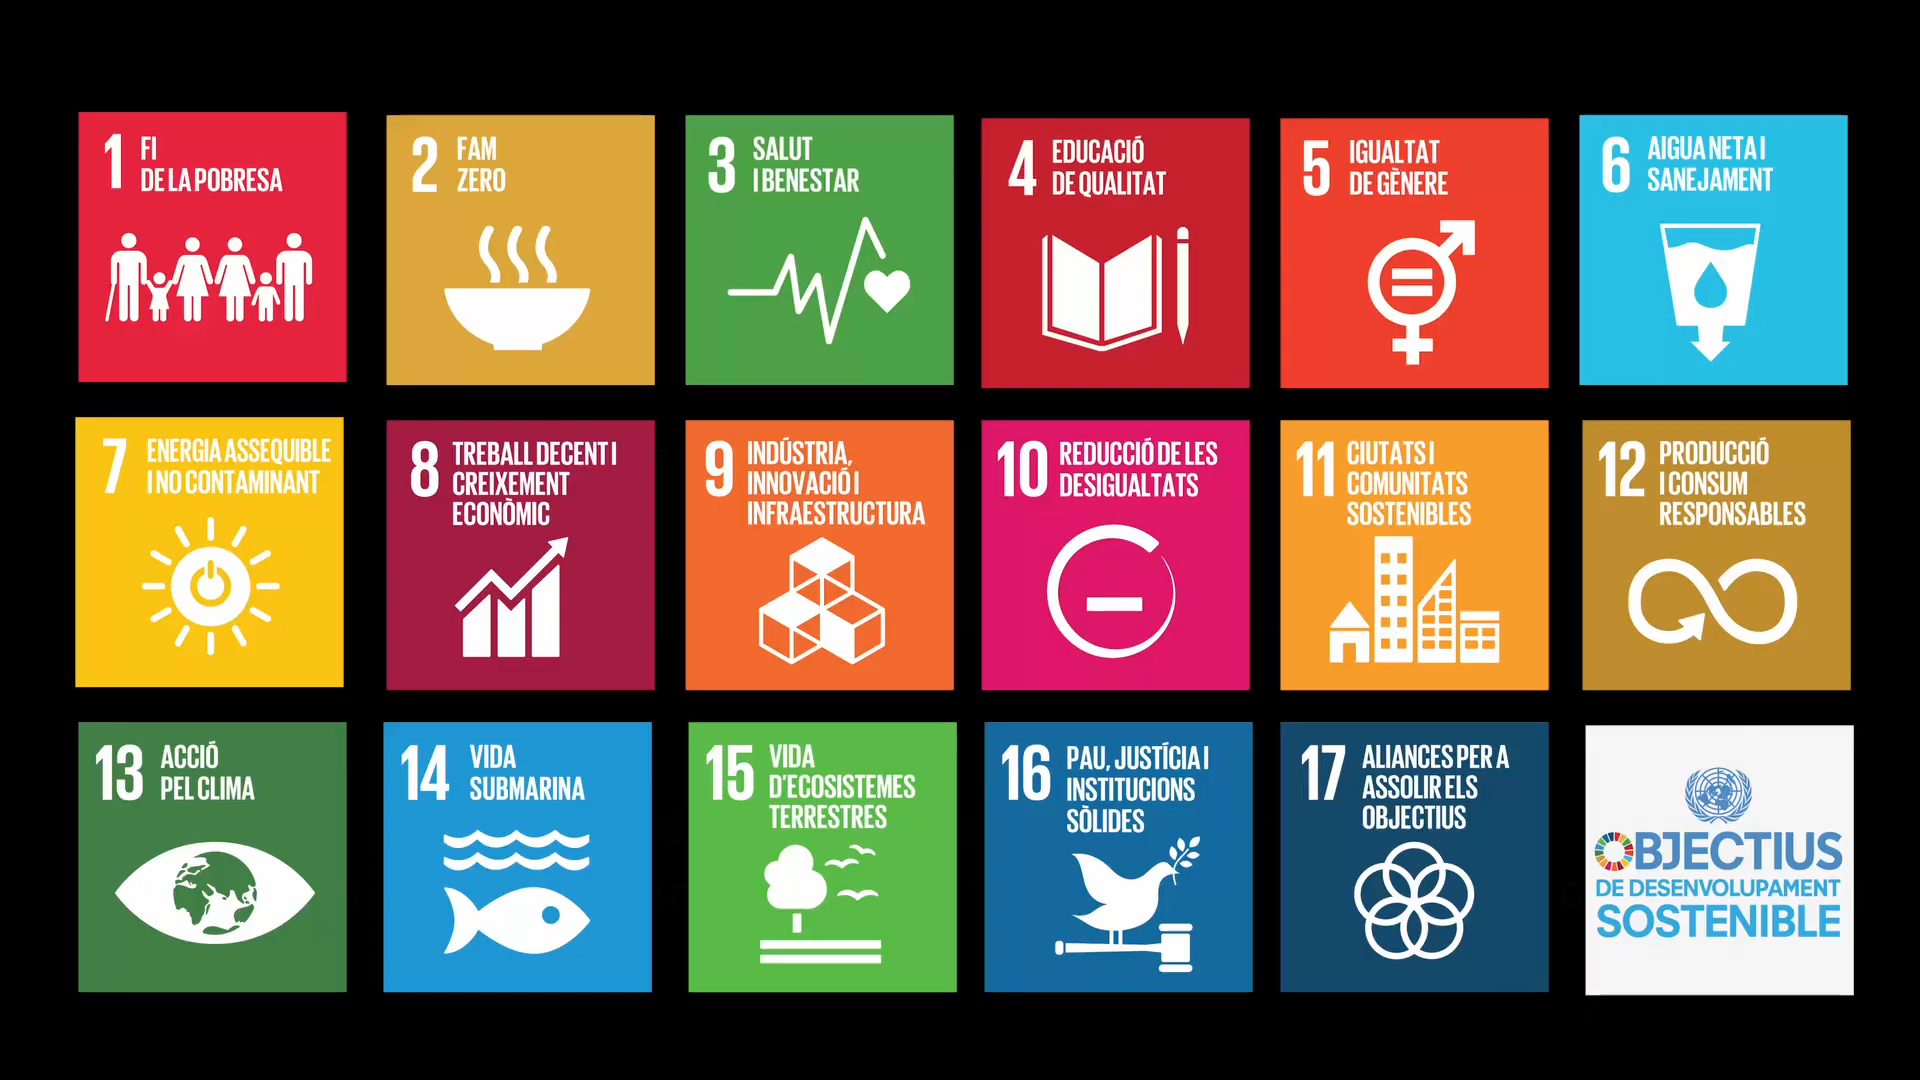 1 FI
DE LA POBRESA
2 FAM
ZERO
3 SALUT
I BENESTAR
4 EDUCACIÓ
DE QUALITAT
5 IGUALTAT
DE GÈNERE
6 AIGUA NETA I
SANEJAMENT
7 ENERGIA ASSEQUIBLE
I NO CONTAMINANT
8 TREBALL DECENT I
CREIXEMENT
ECONÒMIC
9 INDÚSTRIA,
INNOVACIÓ I
INFRAESTRUCTURA
10 REDUCCIÓ DE LES
DESIGUALTATS
11 CIUTATS I
COMUNITATS
SOSTENIBLES
12 PRODUCCIÓ
I CONSUM
RESPONSABLES
13 ACCIÓ
PEL CLIMA
14 VIDA
SUBMARINA
15 VIDA
D'ECOSISTEMES
TERRESTRES
16 PAU, JUSTÍCIA I
INSTITUCIONS
SÒLIDES
17 ALIANCES PER A
ASSOLIR ELS
OBJECTIUS
OBJECTIUS
DE DESENVOLUPAMENT
SOSTENIBLE